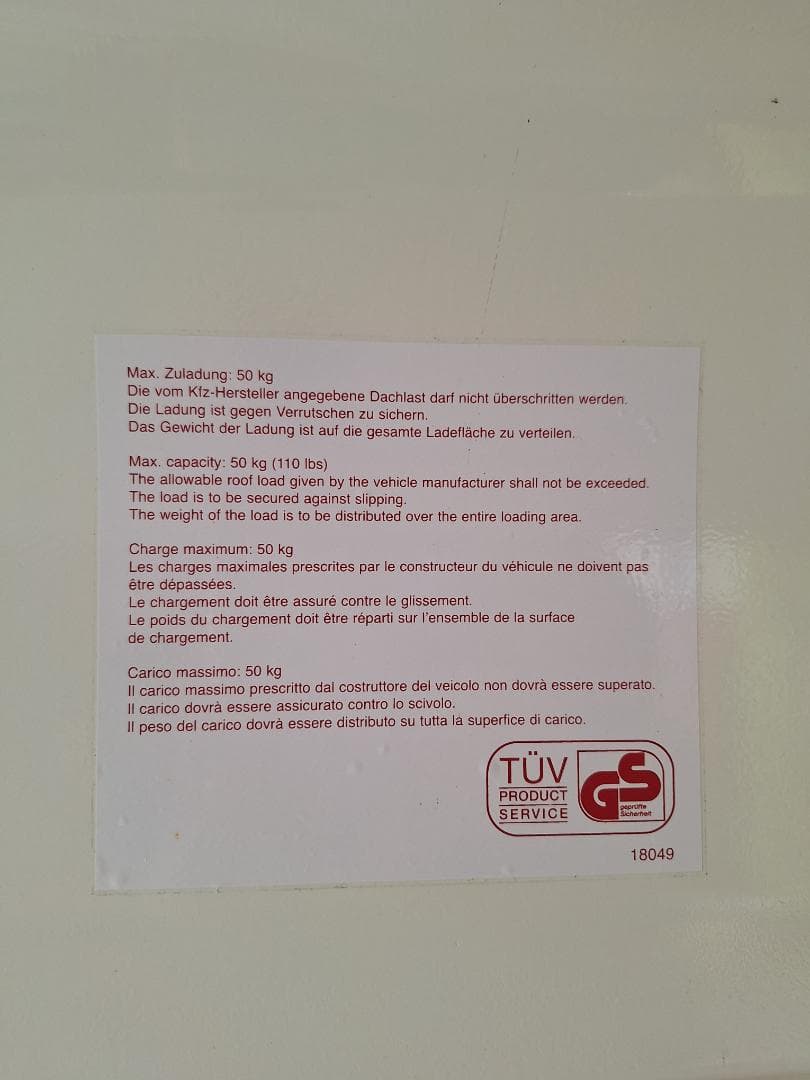 Max. Zuladung: 50 kg
Die vom Kfz-Hersteller angegebene Dachlast darf nicht überschritten werden.
Die Ladung ist gegen Verrutschen zu sichern.
Das Gewicht der Ladung ist auf die gesamte Ladefläche zu verteilen.
Max. capacity: 50 kg (110 lbs)
The allowable roof load given by the vehicle manufacturer shall not be exceeded.
The load is to be secured against slipping.
The weight of the load is to be distributed over the entire loading area.
Charge maximum: 50 kg
Les charges maximales prescrites par le constructeur du véhicule ne doivent pas
être dépassées.
Le chargement doit être assuré contre le glissement.
Le poids du chargement doit être réparti sur l'ensemble de la surface
de chargement.
Carico massimo: 50 kg
Il carico massimo prescritto dal costruttore del veicolo non dovrà essere superato.
Il carico dovrà essere assicurato contro lo scivolo.
Il peso del carico dovrà essere distributo su tutta la superfice di carico.
TÜV
PRODUCT
SERVICE
GS
geprüfte
Sicherheit
18049